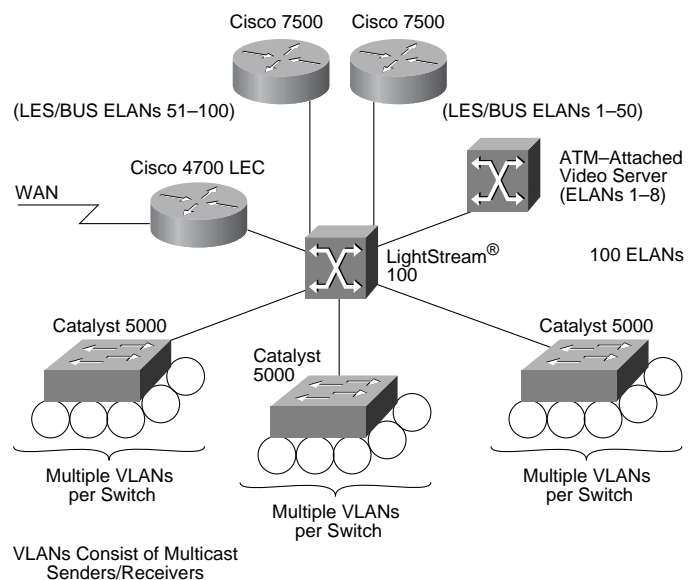 Cisco 7500
Cisco 7500
(LES/BUS ELANs 51–100)
(LES/BUS ELANs 1–50)
Cisco 4700 LEC
ATM–Attached
Video Server
(ELANs 1–8)
WAN
LightStream®
100
100 ELANs
Catalyst 5000
Catalyst
5000
Catalyst 5000
Multiple VLANs
per Switch
Multiple VLANs
per Switch
Multiple VLANs
per Switch
VLANs Consist of Multicast
Senders/Receivers